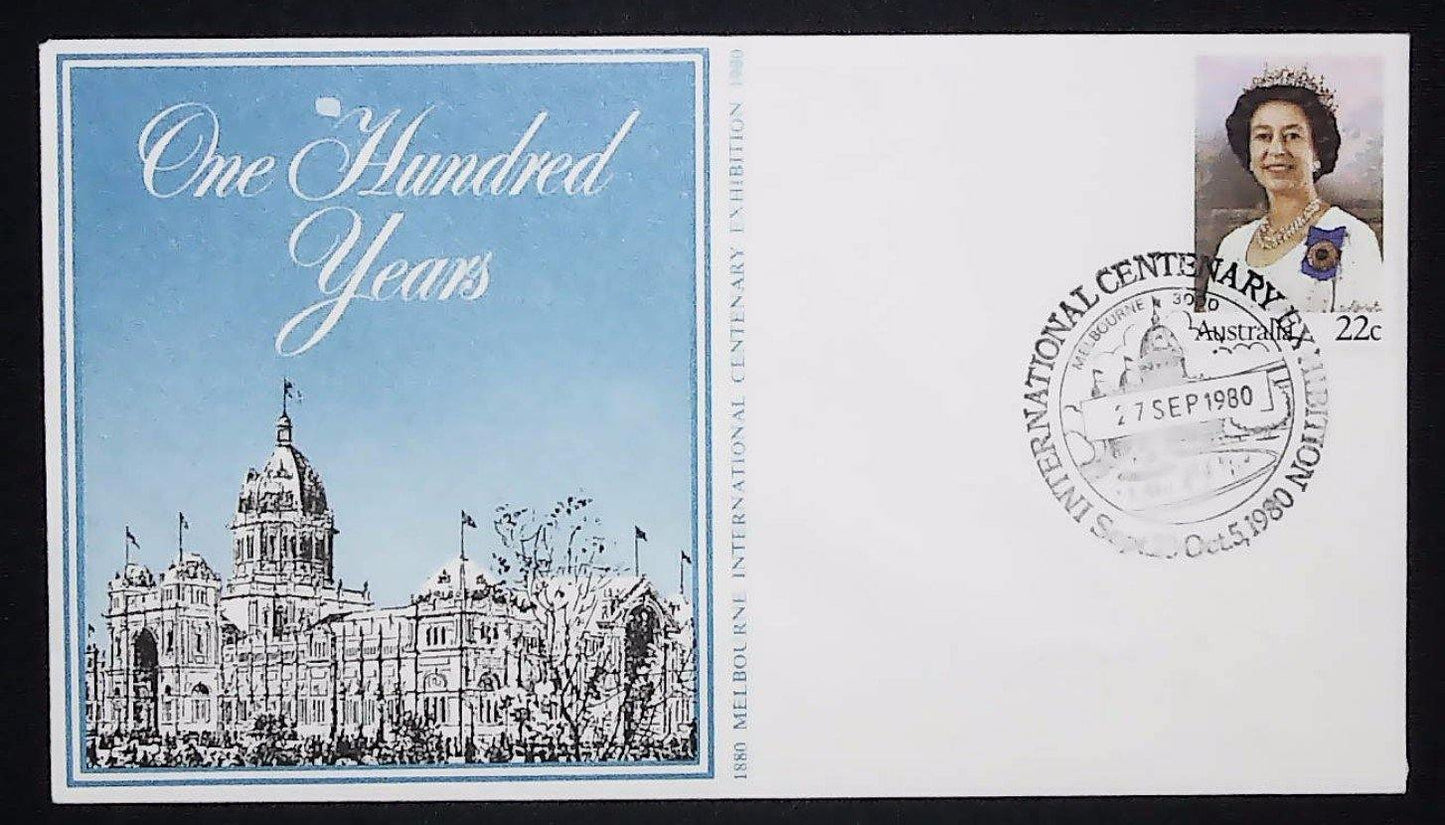 One Hundred
Years
1880 MELBOURNE INTERNATIONAL CENTENARY EXHIBITION 1980
Australia 22c
INTERNATIONAL CENTENARY EXHIBITION 1980
MELBOURNE 3000
27 SEP 1980
Oct.5,